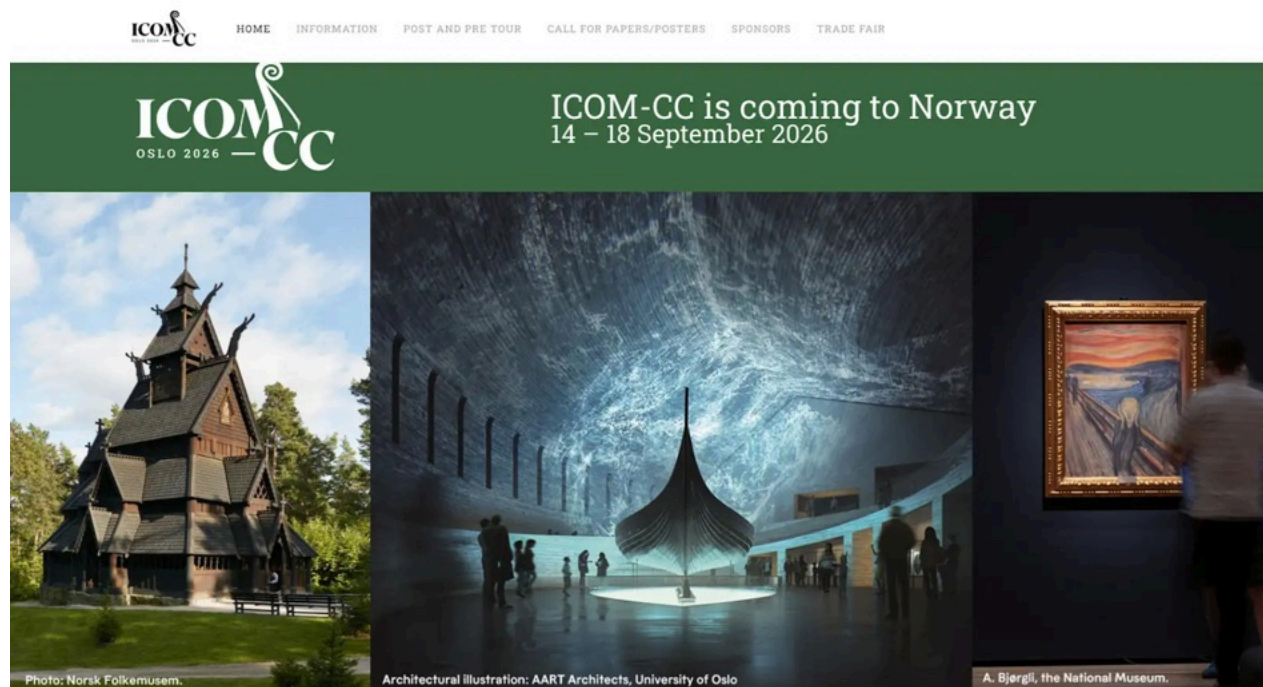 ICOM
CC
OSLO 2026 —
HOME
INFORMATION
POST AND PRE TOUR
CALL FOR PAPERS/POSTERS
SPONSORS
TRADE FAIR
ICOM
OSLO 2026 — CC
ICOM-CC is coming to Norway
14 – 18 September 2026
Photo: Norsk Folkemusem.
Architectural illustration: AART Architects, University of Oslo
A. Bjørgli, the National Museum.